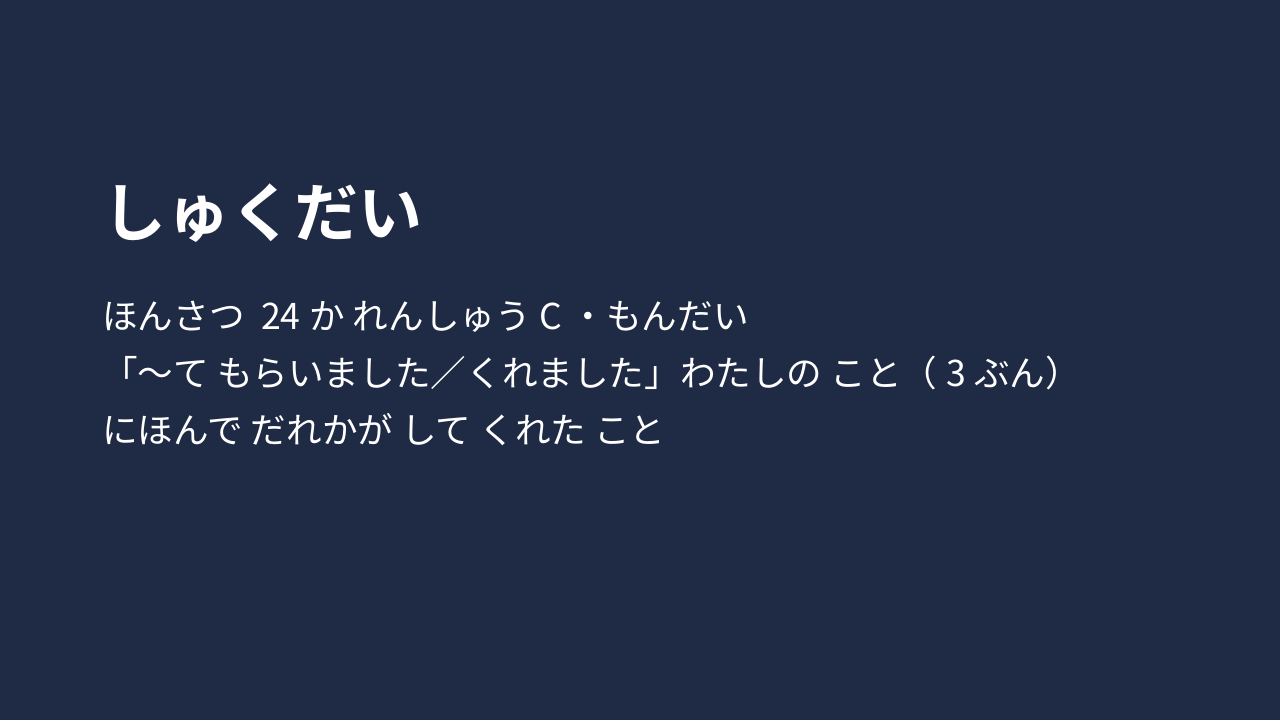 しゅくだい
ほんさつ 24 か れんしゅう C ・もんだい
「～て もらいました／くれました」わたしの こと（ 3 ぶん）
にほんで だれかが して くれた こと